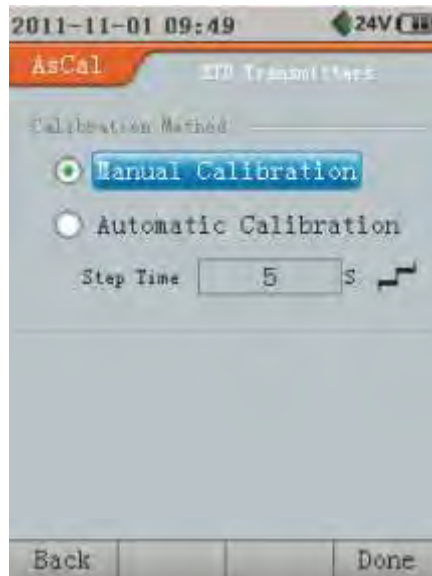 2011-11-01 09:49 24V
AsCal Transmitters
Calibration Method
Manual Calibration
Automatic Calibration
Step Time 5 S
Back Done